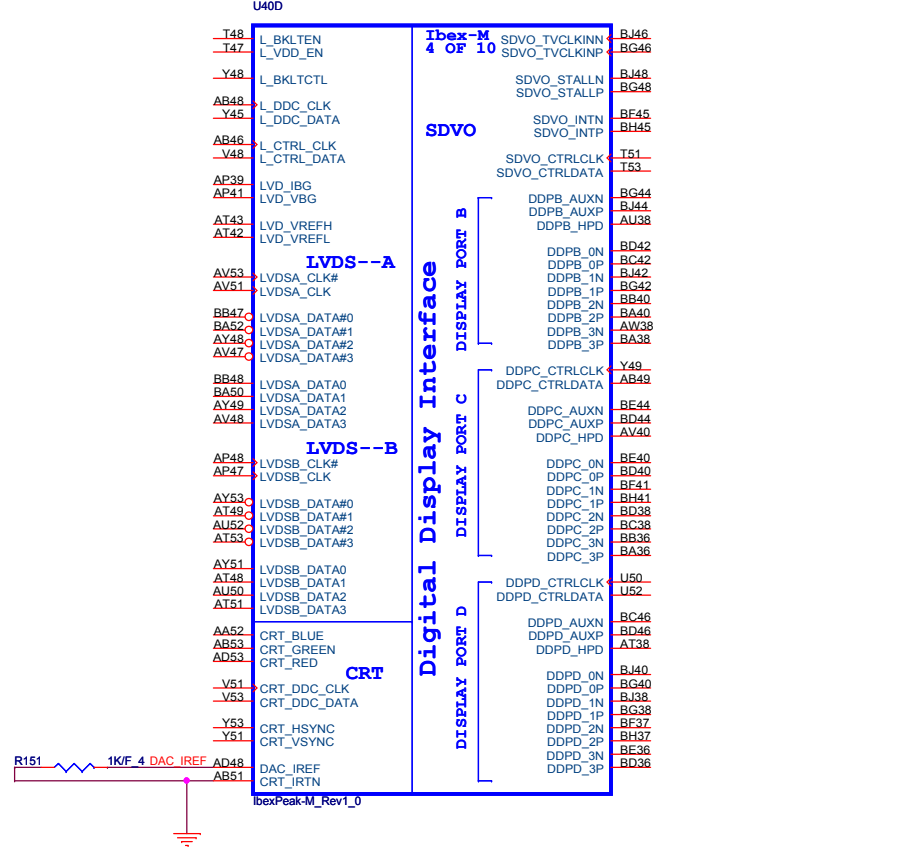 U40D
Ibex-M
4 OF 10
T48 L_BKLTEN
T47 L_VDD_EN
Y48 L_BKLTCTL
AB48 L_DDC_CLK
Y45 L_DDC_DATA
AB46 L_CTRL_CLK
V48 L_CTRL_DATA
AP39 LVD_IBG
AP41 LVD_VBG
AT43 LVD_VREFH
AT42 LVD_VREFL
LVDS--A
AV53 LVDSA_CLK#
AV51 LVDSA_CLK
BB47 LVDSA_DATA#0
BA52 LVDSA_DATA#1
AY48 LVDSA_DATA#2
AV47 LVDSA_DATA#3
BB48 LVDSA_DATA0
BA50 LVDSA_DATA1
AY49 LVDSA_DATA2
AV48 LVDSA_DATA3
LVDS--B
AP48 LVDSB_CLK#
AP47 LVDSB_CLK
AY53 LVDSB_DATA#0
AT49 LVDSB_DATA#1
AU52 LVDSB_DATA#2
AT53 LVDSB_DATA#3
AY51 LVDSB_DATA0
AT48 LVDSB_DATA1
AU50 LVDSB_DATA2
AT51 LVDSB_DATA3
AA52 CRT_BLUE
AB53 CRT_GREEN
AD53 CRT_RED
CRT
V51 CRT_DDC_CLK
V53 CRT_DDC_DATA
Y53 CRT_HSYNC
Y51 CRT_VSYNC
R151 1K/F_4 DAC_IREF AD48 DAC_IREF
AB51 CRT_IRTN
Digital Display Interface
SDVO_TVCLKINN BJ46
SDVO_TVCLKINP BG46
SDVO_STALLN BJ48
SDVO_STALLP BG48
SDVO
SDVO_INTN BF45
SDVO_INTP BH45
SDVO_CTRLCLK T51
SDVO_CTRLDATA T53
DISPLAY PORT B
DDPB_AUXN BG44
DDPB_AUXP BJ44
DDPB_HPD AU38
DDPB_0N BD42
DDPB_0P BC42
DDPB_1N BJ42
DDPB_1P BG42
DDPB_2N BB40
DDPB_2P BA40
DDPB_3N AW38
DDPB_3P BA38
DISPLAY PORT C
DDPC_CTRLCLK Y49
DDPC_CTRLDATA AB49
DDPC_AUXN BE44
DDPC_AUXP BD44
DDPC_HPD AV40
DDPC_0N BE40
DDPC_0P BD40
DDPC_1N BF41
DDPC_1P BH41
DDPC_2N BD38
DDPC_2P BC38
DDPC_3N BB36
DDPC_3P BA36
DISPLAY PORT D
DDPD_CTRLCLK U50
DDPD_CTRLDATA U52
DDPD_AUXN BC46
DDPD_AUXP BD46
DDPD_HPD AT38
DDPD_0N BJ40
DDPD_0P BG40
DDPD_1N BJ38
DDPD_1P BG38
DDPD_2N BF37
DDPD_2P BH37
DDPD_3N BE36
DDPD_3P BD36
IbexPeak-M_Rev1_0